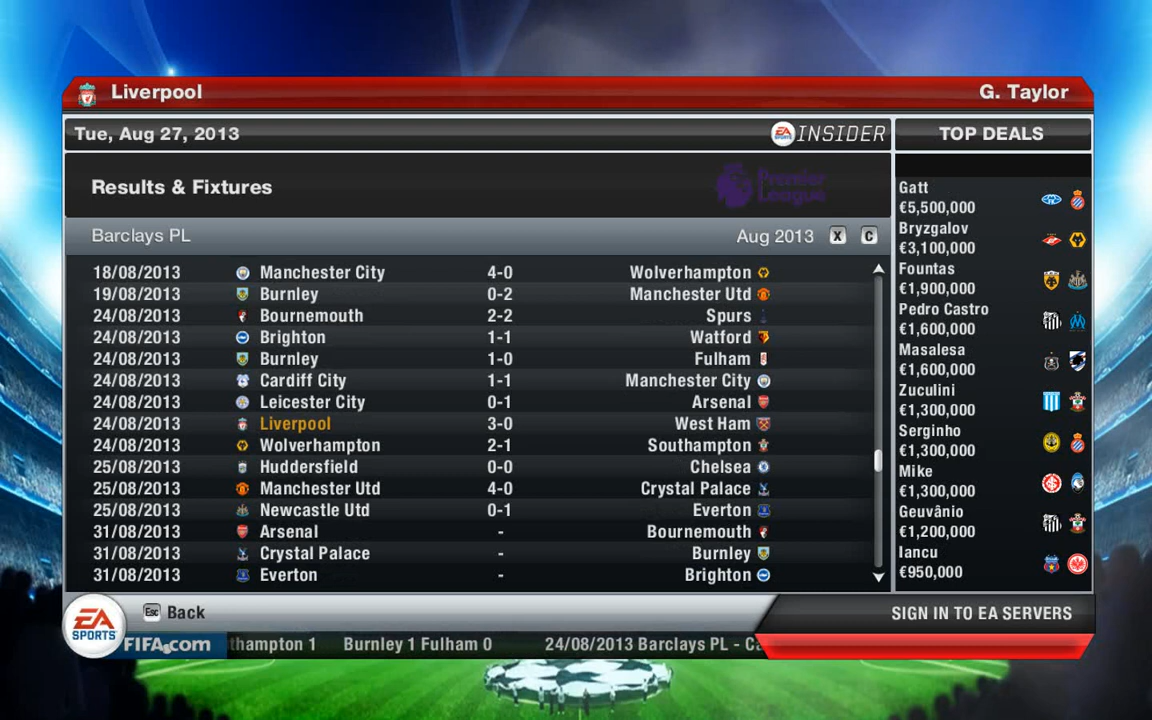 Liverpool G. Taylor
Tue, Aug 27, 2013 EA SPORTS INSIDER TOP DEALS
Results & Fixtures Premier League
Barclays PL Aug 2013 X C
18/08/2013 Manchester City 4-0 Wolverhampton
19/08/2013 Burnley 0-2 Manchester Utd
24/08/2013 Bournemouth 2-2 Spurs
24/08/2013 Brighton 1-1 Watford
24/08/2013 Burnley 1-0 Fulham
24/08/2013 Cardiff City 1-1 Manchester City
24/08/2013 Leicester City 0-1 Arsenal
24/08/2013 Liverpool 3-0 West Ham
24/08/2013 Wolverhampton 2-1 Southampton
25/08/2013 Huddersfield 0-0 Chelsea
25/08/2013 Manchester Utd 4-0 Crystal Palace
25/08/2013 Newcastle Utd 0-1 Everton
31/08/2013 Arsenal - Bournemouth
31/08/2013 Crystal Palace - Burnley
31/08/2013 Everton - Brighton
Gatt
€5,500,000
Bryzgalov
€3,100,000
Fountas
€1,900,000
Pedro Castro
€1,600,000
Masalesa
€1,600,000
Zuculini
€1,300,000
Serginho
€1,300,000
Mike
€1,300,000
Geuvânio
€1,200,000
Iancu
€950,000
Esc Back SIGN IN TO EA SERVERS
EA SPORTS
FIFA.com thampton 1 Burnley 1 Fulham 0 24/08/2013 Barclays PL - Ca